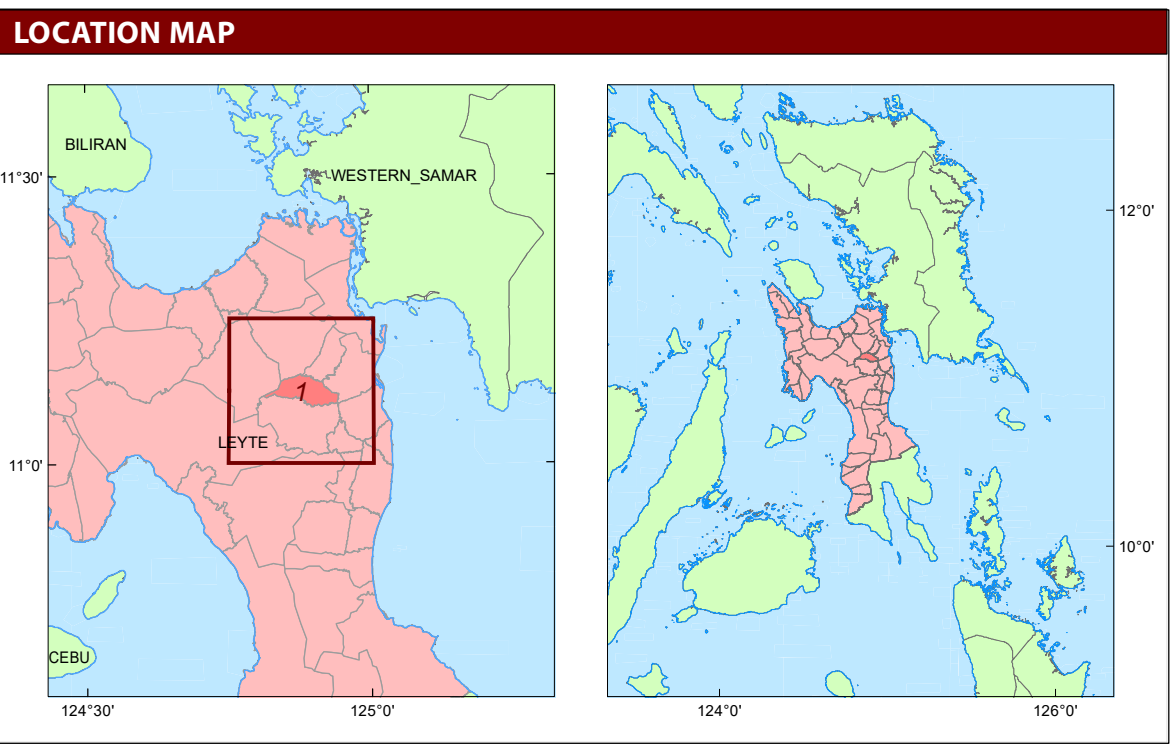 LOCATION MAP
BILIRAN
11°30'
WESTERN_SAMAR
1
LEYTE
11°0'
CEBU
124°30'
125°0'
12°0'
10°0'
124°0'
126°0'